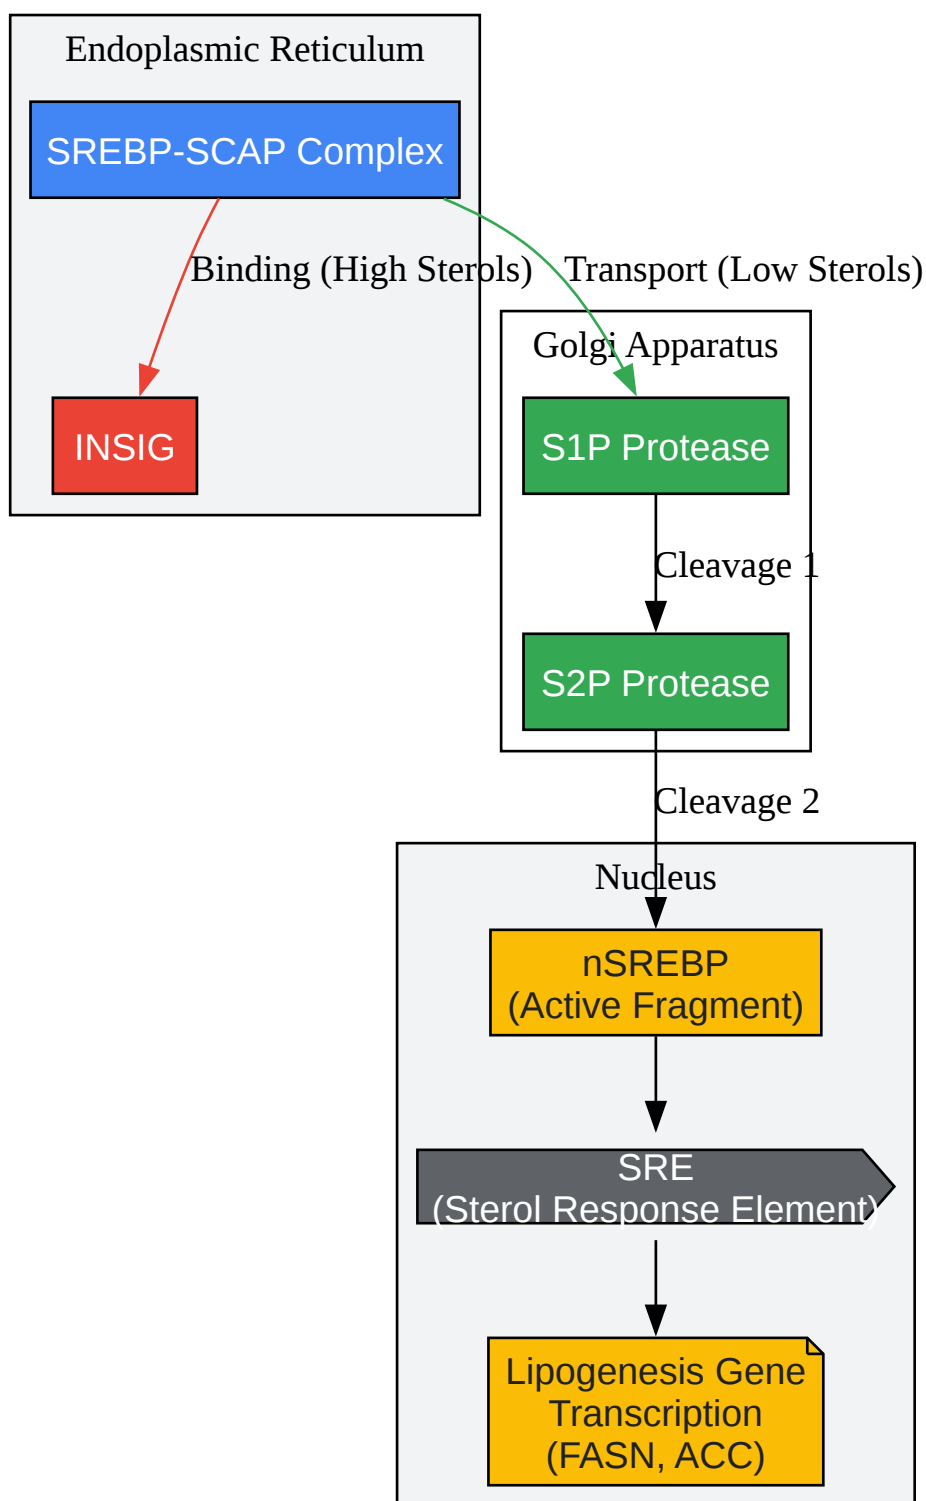 Endoplasmic Reticulum
SREBP-SCAP Complex
Binding (High Sterols)
Transport (Low Sterols)
Golgi Apparatus
INSIG
S1P Protease
Cleavage 1
S2P Protease
Cleavage 2
Nucleus
nSREBP
(Active Fragment)
SRE
(Sterol Response Element)
Lipogenesis Gene
Transcription
(FASN, ACC)